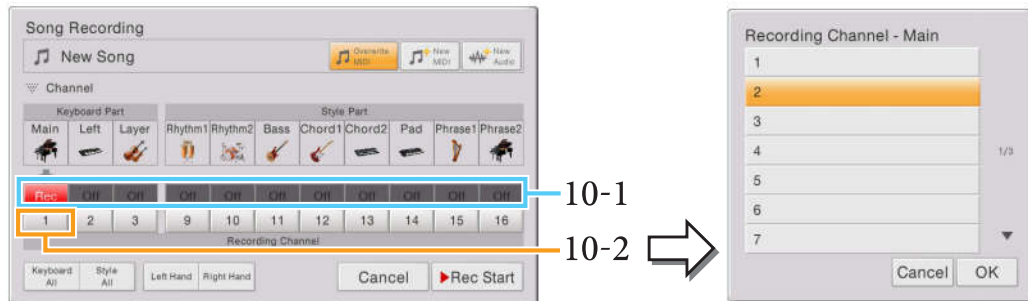 Song Recording
New Song
Overwrite MIDI
New MIDI
New Audio
Channel
Keyboard Part
Style Part
Main Left Layer Rhythm1 Rhythm2 Bass Chord1 Chord2 Pad Phrase1 Phrase2
Rec Off Off Off Off Off Off Off Off Off Off
1 2 3 9 10 11 12 13 14 15 16
Recording Channel
Keyboard All
Style All
Left Hand
Right Hand
Cancel
Rec Start
10-1
10-2
Recording Channel - Main
1
2
3
4
5
6
7
1/3
Cancel
OK